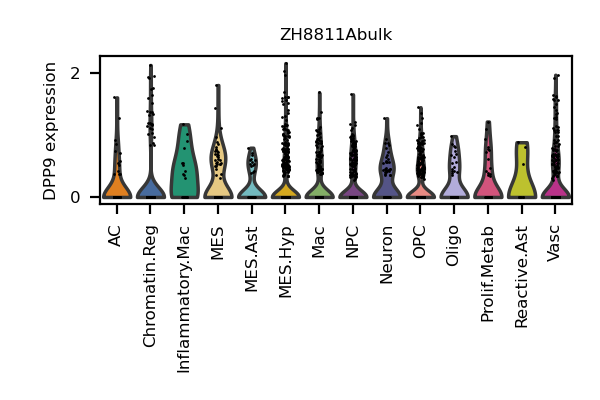 ZH8811Abulk
DPP9 expression
2
0
AC
Chromatin.Reg
Inflammatory.Mac
MES
MES.Ast
MES.Hyp
Mac
NPC
Neuron
OPC
Oligo
Prolif.Metab
Reactive.Ast
Vasc